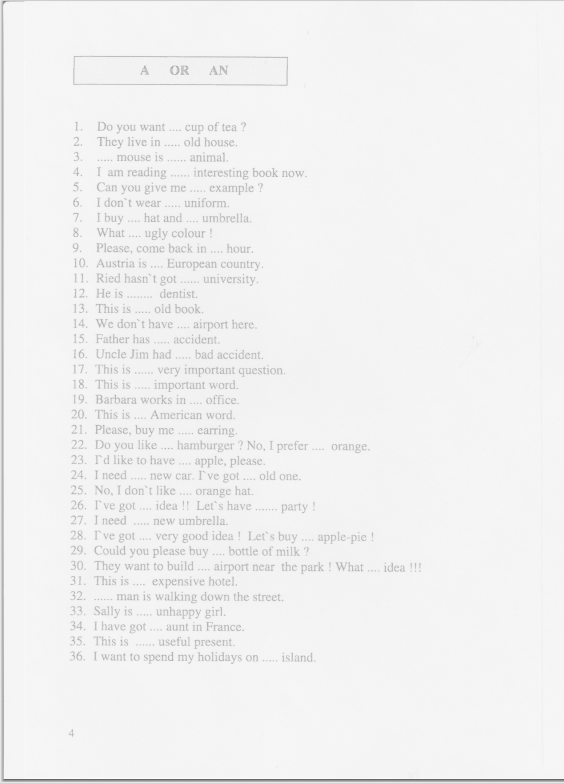 A OR AN
1. Do you want .... cup of tea ?
2. They live in ..... old house.
3. ..... mouse is ...... animal.
4. I am reading ...... interesting book now.
5. Can you give me ..... example ?
6. I don`t wear ..... uniform.
7. I buy .... hat and .... umbrella.
8. What .... ugly colour !
9. Please, come back in .... hour.
10. Austria is .... European country.
11. Ried hasn`t got ...... university.
12. He is ........ dentist.
13. This is ..... old book.
14. We don`t have .... airport here.
15. Father has ..... accident.
16. Uncle Jim had ..... bad accident.
17. This is ...... very important question.
18. This is ..... important word.
19. Barbara works in .... office.
20. This is .... American word.
21. Please, buy me ..... earring.
22. Do you like .... hamburger ? No, I prefer .... orange.
23. I`d like to have .... apple, please.
24. I need ..... new car. I`ve got .... old one.
25. No, I don`t like .... orange hat.
26. I`ve got .... idea !! Let`s have ....... party !
27. I need ..... new umbrella.
28. I`ve got .... very good idea ! Let`s buy .... apple-pie !
29. Could you please buy .... bottle of milk ?
30. They want to build .... airport near the park ! What .... idea !!!
31. This is .... expensive hotel.
32. ...... man is walking down the street.
33. Sally is ..... unhappy girl.
34. I have got .... aunt in France.
35. This is ...... useful present.
36. I want to spend my holidays on ..... island.
4